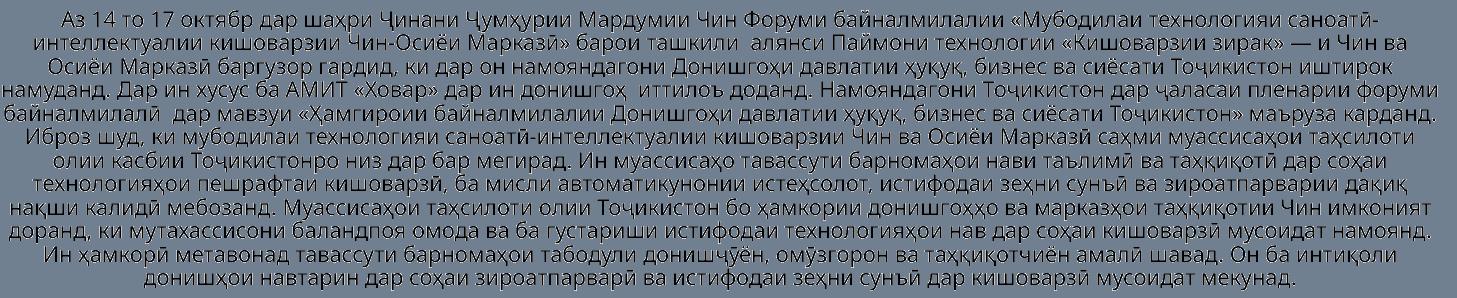 Аз 14 то 17 октябр дар шаҳри Ҷинани Ҷумҳурии Мардумии Чин Форуми байналмилалии «Мубодилаи технологияи саноатӣ-
интеллектуалии кишоварзии Чин-Осиёи Марказӣ» барои ташкили алянси Паймони технологии «Кишоварзии зирак» — и Чин ва
Осиёи Марказӣ баргузор гардид, ки дар он намояндагони Донишгоҳи давлатии ҳуқуқ, бизнес ва сиёсати Тоҷикистон иштирок
намуданд. Дар ин хусус ба АМИТ «Ховар» дар ин донишгоҳ иттилоъ доданд. Намояндагони Тоҷикистон дар ҷаласаи пленарии форуми
байналмилалӣ дар мавзуи «Ҳамгироии байналмилалии Донишгоҳи давлатии ҳуқуқ, бизнес ва сиёсати Тоҷикистон» маъруза карданд.
Иброз шуд, ки мубодилаи технологияи саноатӣ-интеллектуалии кишоварзии Чин ва Осиёи Марказӣ саҳми муассисаҳои таҳсилоти
олии касбии Тоҷикистонро низ дар бар мегирад. Ин муассисаҳо тавассути барномаҳои нави таълимӣ ва таҳқиқотӣ дар соҳаи
технологияҳои пешрафтаи кишоварзӣ, ба мисли автоматикунонии истеҳсолот, истифодаи зеҳни сунъӣ ва зироатпарварии дақиқ
нақши калидӣ мебозанд. Муассисаҳои таҳсилоти олии Тоҷикистон бо ҳамкории донишгоҳҳо ва марказҳои таҳқиқотии Чин имконият
доранд, ки мутахассисони баландпоя омода ва ба густариши истифодаи технологияҳои нав дар соҳаи кишоварзӣ мусоидат намоянд.
Ин ҳамкорӣ метавонад тавассути барномаҳои табодули донишҷӯён, омӯзгорон ва таҳқиқотчиён амалӣ шавад. Он ба интиқоли
донишҳои навтарин дар соҳаи зироатпарварӣ ва истифодаи зеҳни сунъӣ дар кишоварзӣ мусоидат мекунад.